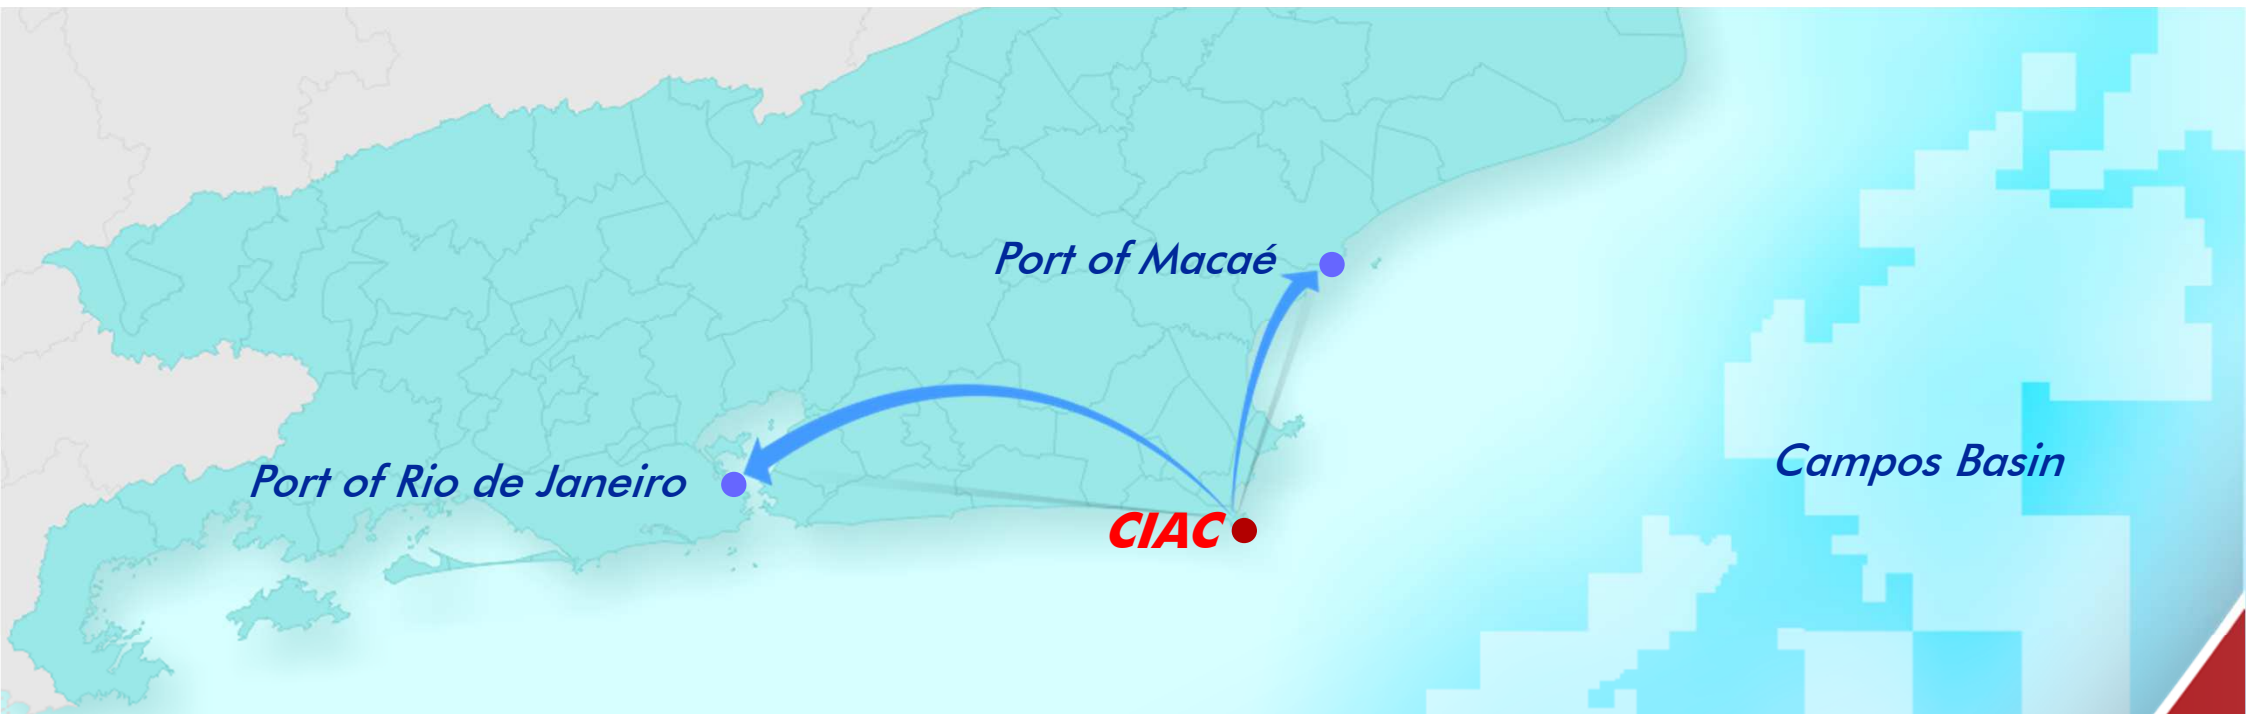 Port of Macaé
Campos Basin
Port of Rio de Janeiro
CIAC